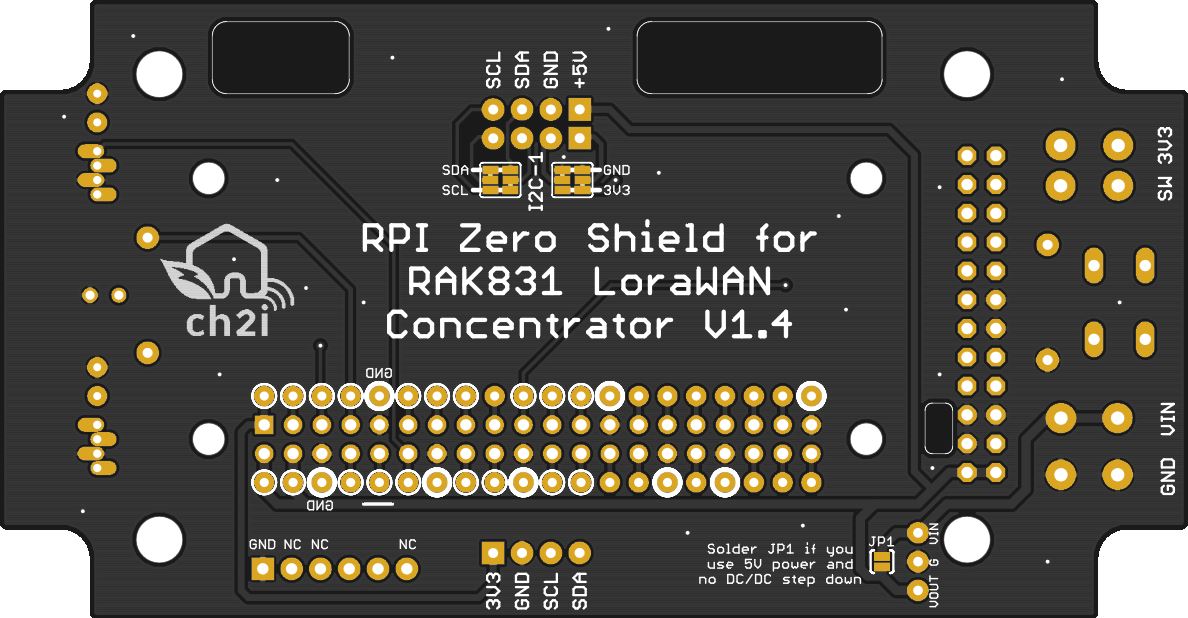 SCL SDA GND +5V
SDA
SCL
I2C-1
GND
3V3
SW 3V3
RPI Zero Shield for
RAK831 LoraWAN
Concentrator V1.4
ch2i
GND
VIN
GND
GND
GND NC NC NC
3V3 GND SCL SDA
Solder JP1 if you
use 5V power and
no DC/DC step down
JP1
VIN
G
VOUT